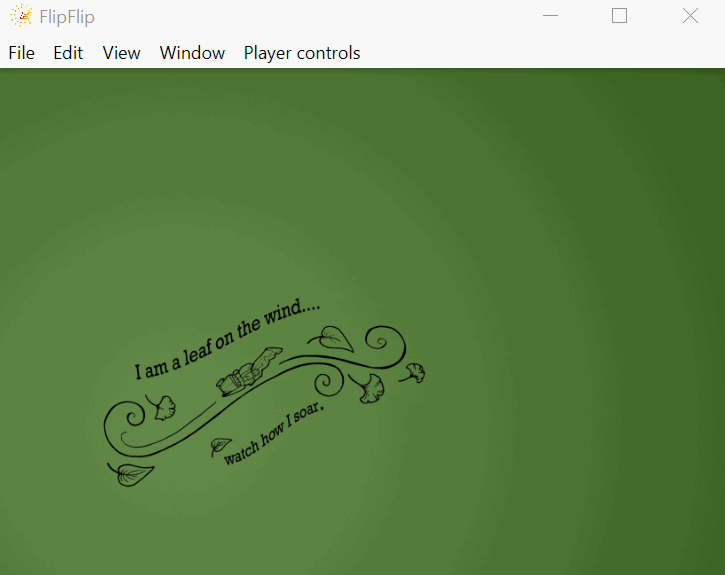 FlipFlip
File Edit View Window Player controls
I am a leaf on the wind....
watch how I soar.